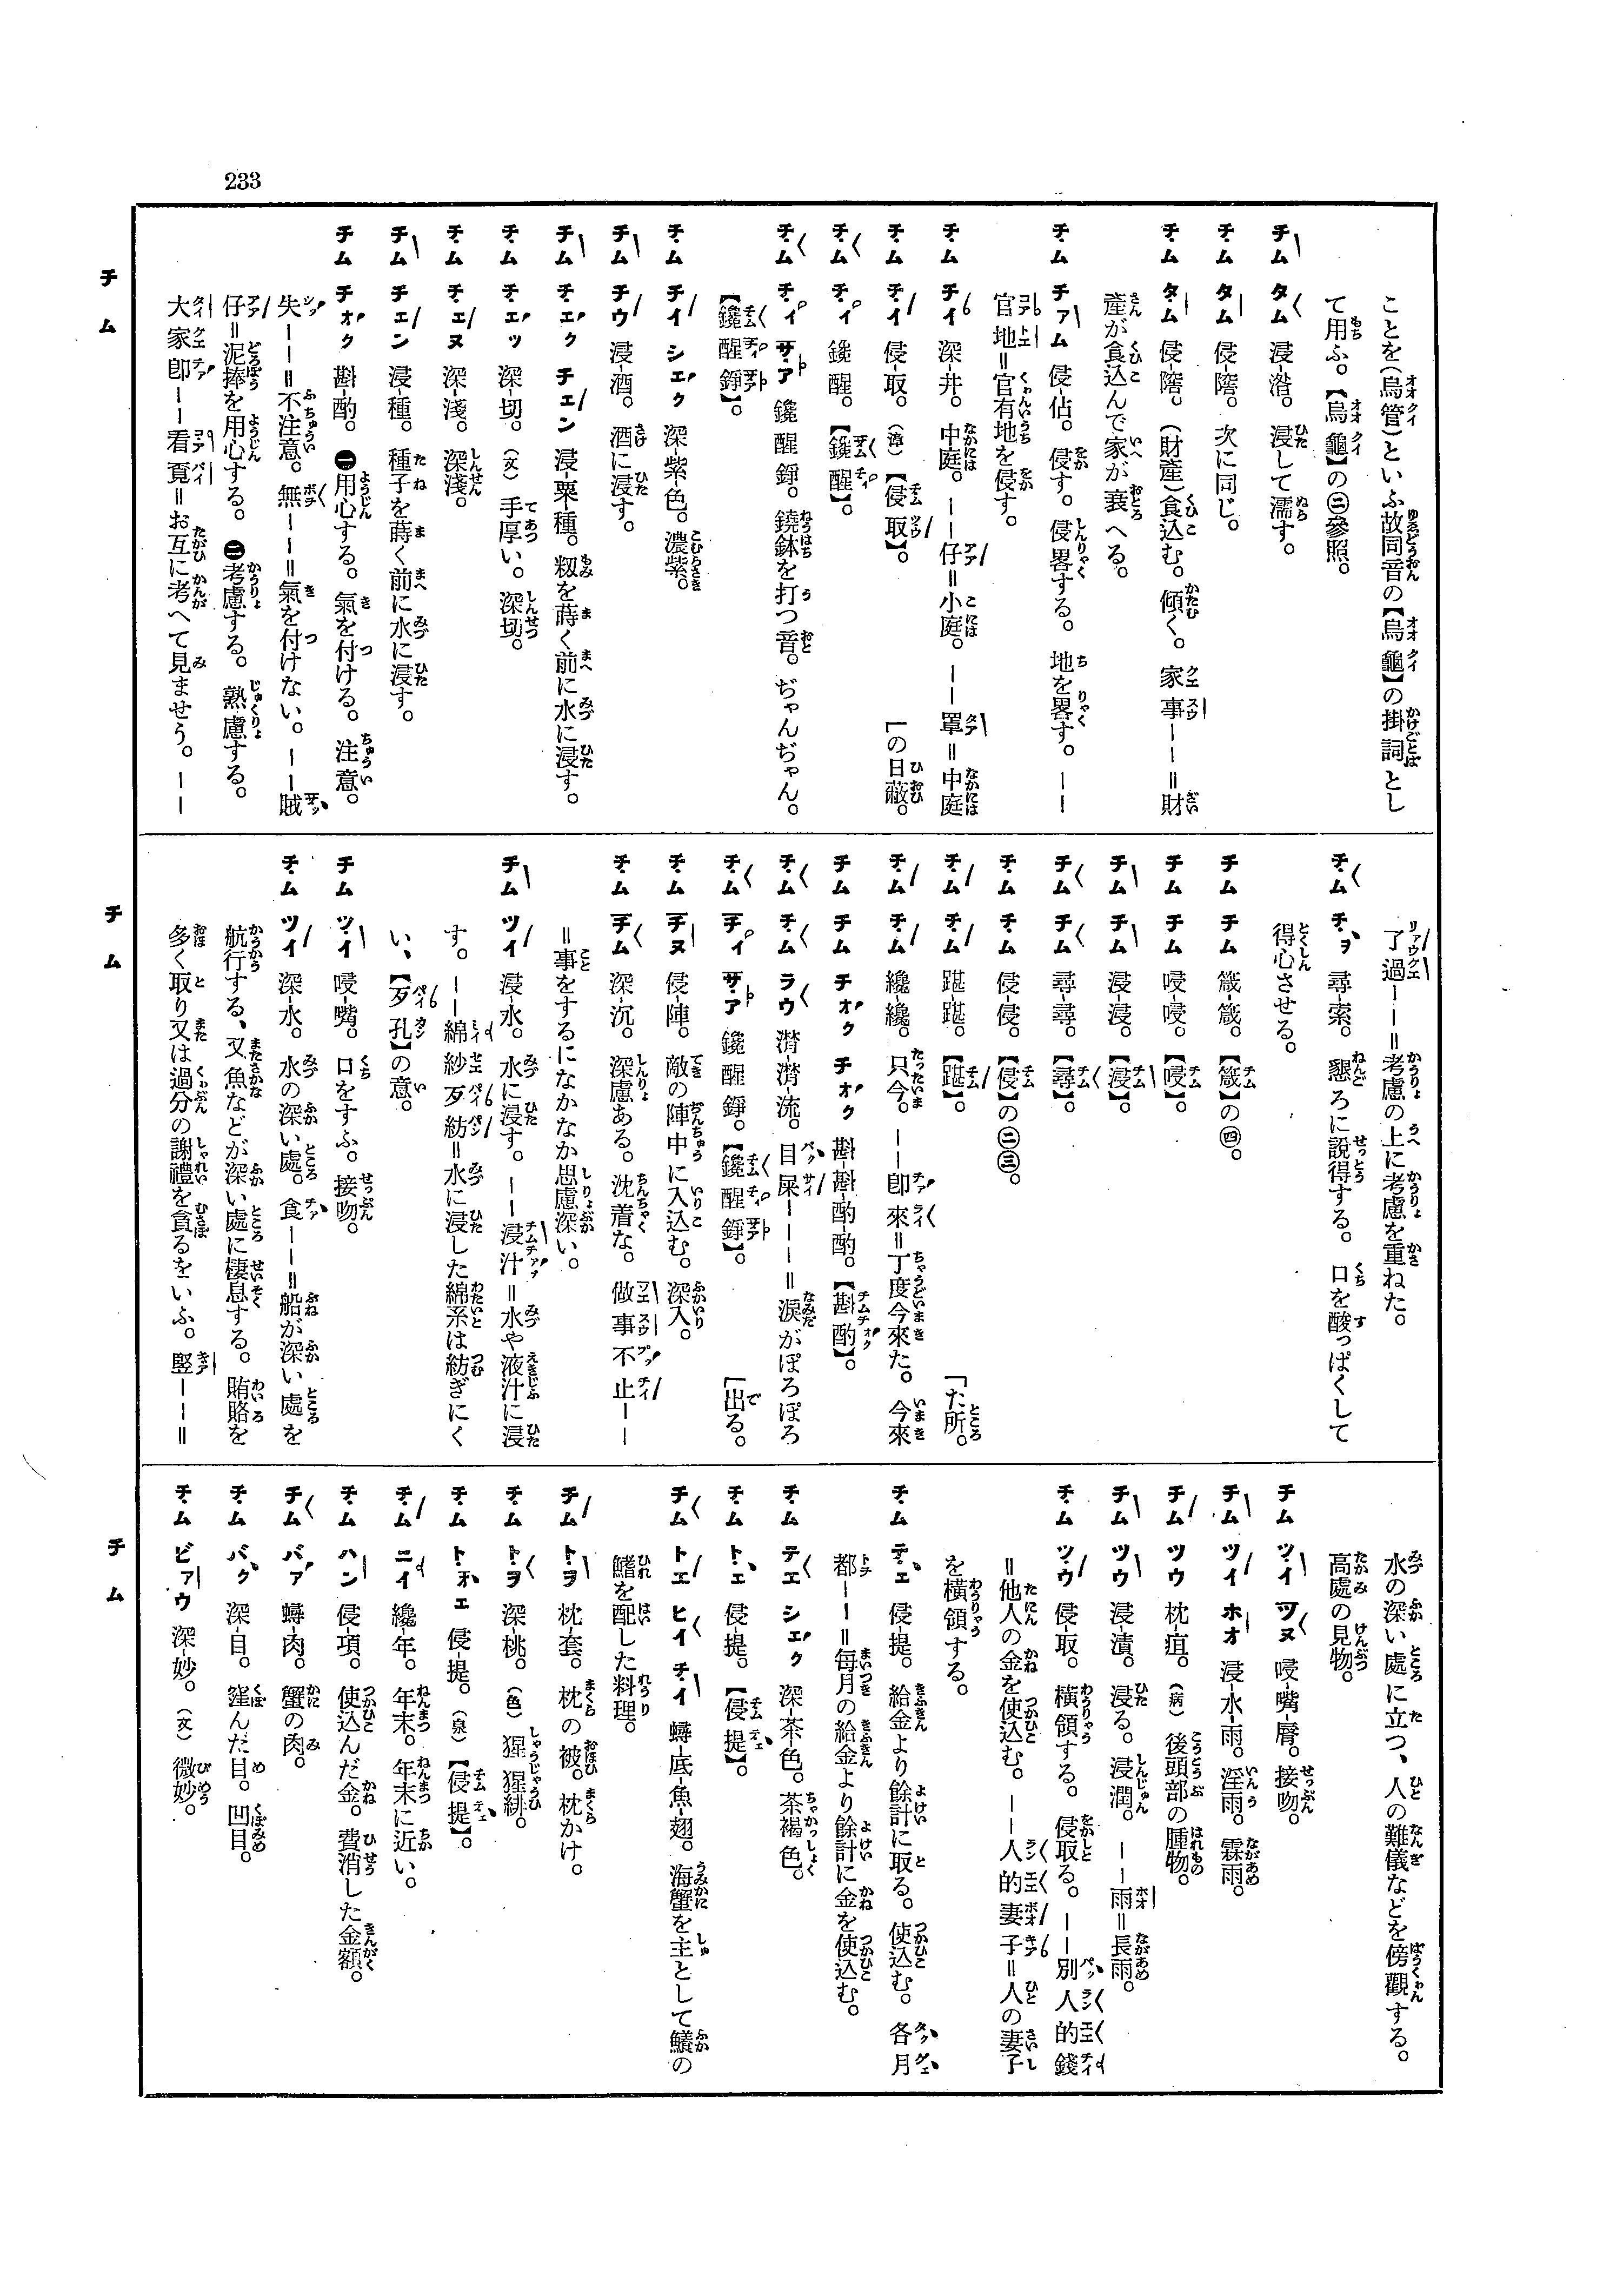 233
ことを(烏管)といふ故同音の【烏龜】の掛詞とし
て用ふ。【烏龜】の㊁參照。
チム タム 浸-潽。浸して濡す。
チム タム 侵-䧟。次に同じ。
チム タム 侵-䧟。(財產)食込む。傾く。家事——=財
產が食込んで家が衰へる。
チム チァム 侵-佔。侵す。侵畧する。地を畧す。——
官地=官有地を侵す。
チム チイ 深-井。中庭。——仔=小庭。——罩=中庭
チム チイ 侵-取。(漳)【侵取】。 [の日蔽。
チム チィ 鑱醒。【鑱醒】。
チム チィ サア 鑱醒錚。鐃鉢を打つ音。ぢゃんぢゃん。
【鑱醒錚】。
チム チイ シェク 深-紫-色。濃紫。
チム チウ 浸-酒。酒に浸す。
チム チェク チェン 浸-粟-種。籾を蒔く前に水に浸す。
チム チェッ 深-切。(文)手厚い。深切。
チム チェヌ 深-淺。深淺。
チム チェン 浸-種。種子を蒔く前に水に浸す。
チム チォク 斟-酌。㊀用心する。氣を付ける。注意。
失——=不注意。無——=氣を付けない。——賊
仔=泥捧を用心する。㊁考慮する。熟慮する。
大家卽——看覔=お互に考へて見ませう。——
了過——=考慮の上に考慮を重ねた。
チム チヲ 尋-索。懇ろに說得する。口を酸っぱくして
得心させる。
チム チム 箴-箴。【箴】の㊃。
チム チム 唚-唚。【唚】。
チム チム 浸-浸。【浸】。
チム チム 尋-尋。【尋】。
チム チム 侵-侵。【侵】の㊁㊂。
チム チム 踸-踸。【踸】。 [た所。
チム チム 纔-纔。只今。——卽來=丁度今來た。今來
チム チム チォク チォク 斟-斟-酌-酌。【斟酌】。
チム チム ラウ 潸-潸-流。目屎———=淚がぽろぽろ
チム チィ サア 鑱醒錚。【鑱醒錚】。 [出る。
チム チヌ 侵-陣。敵の陣中に入込む。深入。
チム チム 深-沉。深慮ある。沈着な。做事不止——
=事をするになかなか思慮深い。
チム ツイ 浸-水。水に浸す。——浸汁=水や液汁に浸
す。——綿紗歹紡=水に浸した綿系は紡ぎにく
い、【歹孔】の意。
チム ツイ 唚-嘴。口をすふ。接吻。
チム ツイ 深-水。水の深い處。食——=船が深い處を
航行する、又魚などが深い處に棲息する。賄賂を
多く取り又は過分の謝禮を貪るをいふ。堅——=
水の深い處に立つ、人の難儀などを傍觀する。
高處の見物。
チム ツイ ツヌ 唚-嘴-脣。接吻。
チム ツイ ホオ 浸-水-雨。淫雨。霖雨。
チム ツウ 枕-疽。(病)後頭部の腫物。
チム ツウ 浸-漬。浸る。浸潤。——雨=長雨。
チム ツウ 侵-取。橫領する。侵取る。——別人的錢
=他人の金を使込む。——人的妻子=人の妻子
を橫領する。
チム テェ 侵-提。給金より餘計に取る。使込む。各月
都——=每月の給金より餘計に金を使込む。
チム テエ シェク 深-茶-色。茶褐色。
チム トェ 侵-提。【侵提】。
チム トエ ヒイ チイ 蟳-底-魚-翅。海蟹を主として鱶の
鰭を配した料理。
チム トヲ 枕-套。枕の被。枕かけ。
チム トヲ 深-桃。(色)猩猩緋。
チム トェ 侵-提。(泉)【侵提】。
チム ニイ 纔-年。年末。年末に近い。
チム ハン 侵-項。使込んだ金。費消した金額。
チム バァ 蟳-肉。蟹の肉。
チム バク 深-目。窪んだ目。凹目。
チム ビァウ 深-妙。(文)微妙。
チム
チム
チム